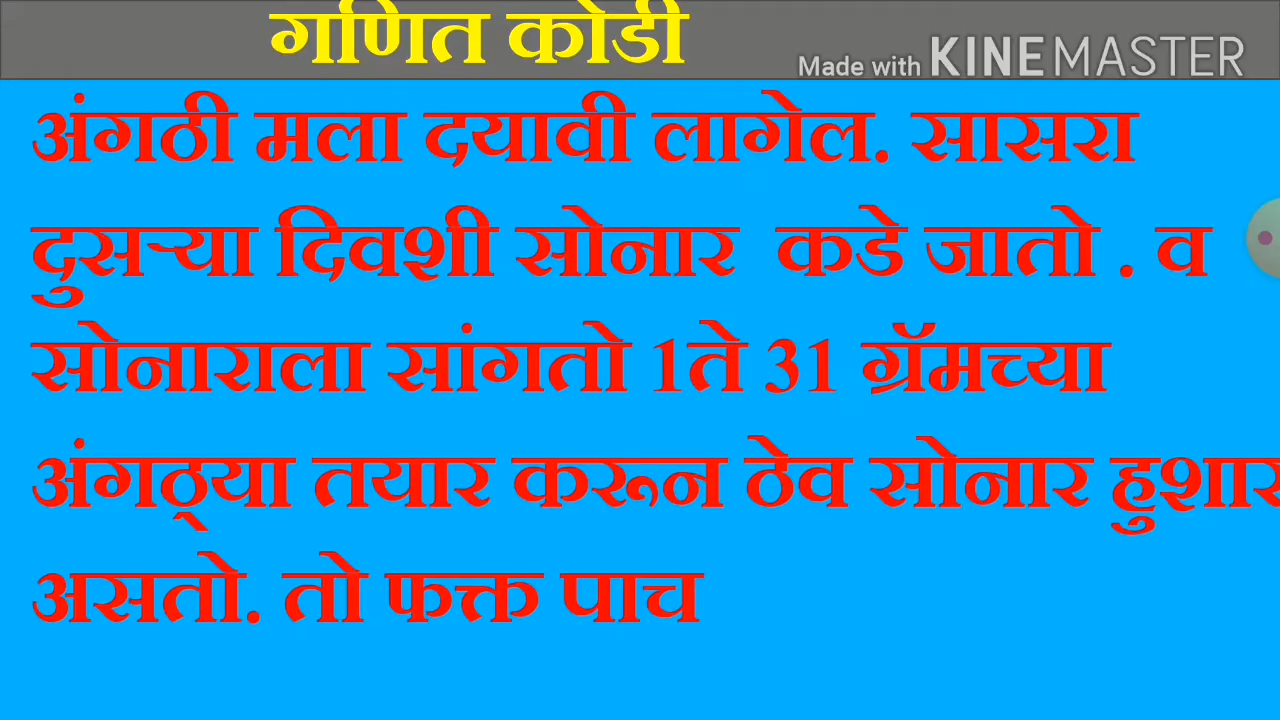 गणित कोडी
Made with KINEMASTER
अंगठी मला दयावी लागेल. सासरा
दुसऱ्या दिवशी सोनार कडे जातो . व
सोनाराला सांगतो 1ते 31 ग्रॅमच्या
अंगठ्या तयार करून ठेव सोनार हुशार
असतो. तो फक्त पाच